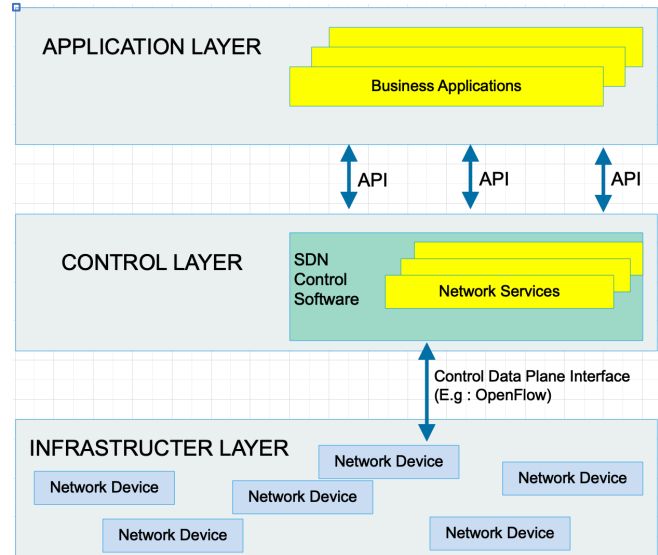 APPLICATION LAYER
Business Applications
API
API
API
CONTROL LAYER
SDN
Control
Software
Network Services
Control Data Plane Interface
(E.g : OpenFlow)
INFRASTRUCTER LAYER
Network Device
Network Device
Network Device
Network Device
Network Device
Network Device